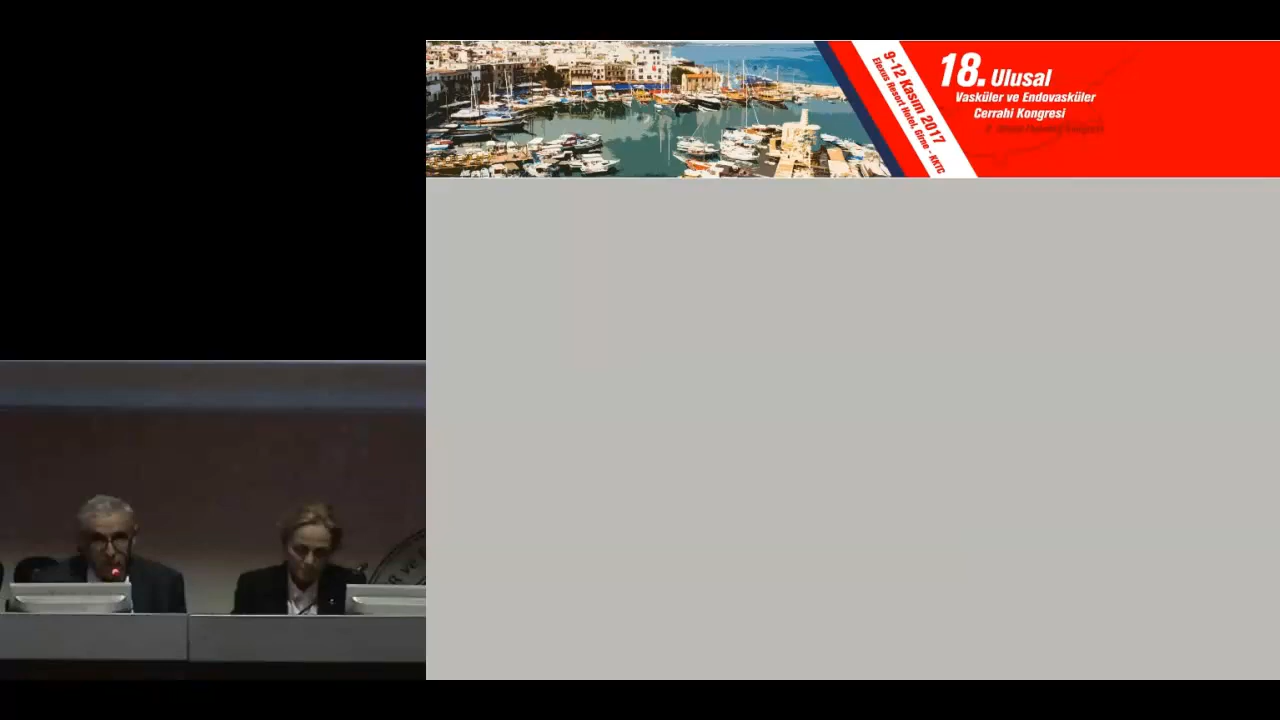 9-12 Kasım 2017
Elexus Resort Hotel, Girne - KKTC
18. Ulusal
Vasküler ve Endovasküler
Cerrahi Kongresi